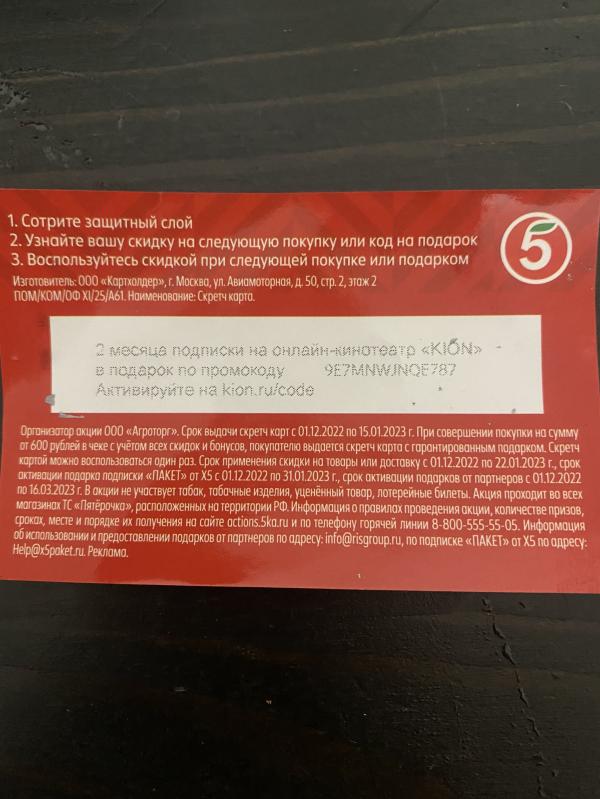 1. Сотрите защитный слой
2. Узнайте вашу скидку на следующую покупку или код на подарок
3. Воспользуйтесь скидкой при следующей покупке или подарком
5
Изготовитель: ООО «Картхолдер», г. Москва, ул. Авиамоторная, д. 50, стр. 2, этаж 2
ПОМ/КОМ/ОФ XI/25/А61. Наименование: Скретч карта.
2 месяца подписки на онлайн-кинотеатр «KION»
в подарок по промокоду 9E7MNWJNQE787
Активируйте на kion.ru/code
Организатор акции ООО «Агроторг». Срок выдачи скретч карт с 01.12.2022 по 15.01.2023 г. При совершении покупки на сумму
от 600 рублей в чеке с учётом всех скидок и бонусов, покупателю выдается скретч карта с гарантированным подарком. Скретч
картой можно воспользоваться один раз. Срок применения скидки на товары или доставку с 01.12.2022 по 22.01.2023 г., срок
активации подарка подписки «ПАКЕТ» от X5 с 01.12.2022 по 31.01.2023 г., срок активации подарков от партнеров с 01.12.2022
по 16.03.2023 г. В акции не участвует табак, табачные изделия, уценённый товар, лотерейные билеты. Акция проходит во всех
магазинах ТС «Пятёрочка», расположенных на территории РФ. Информация о правилах проведения акции, количестве призов,
сроках, месте и порядке их получения на сайте actions.5ka.ru и по телефону горячей линии 8-800-555-55-05. Информация
об использовании и предоставлении подарков от партнеров по адресу: info@risgroup.ru, по подписке «ПАКЕТ» от X5 по адресу:
Help@x5paket.ru. Реклама.